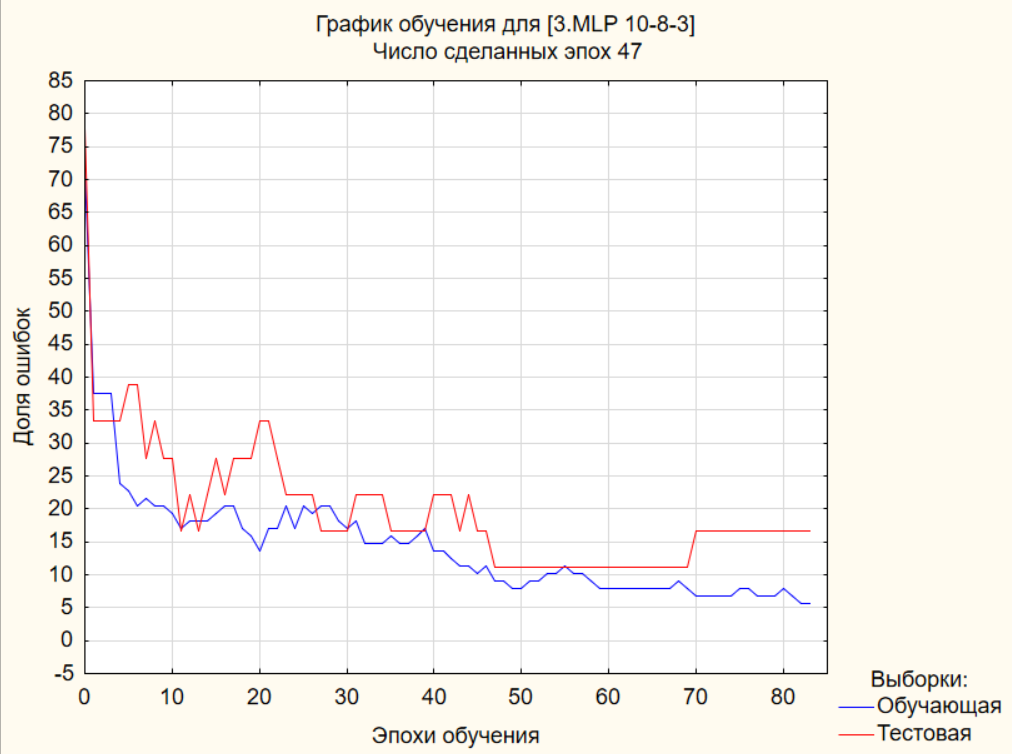 График обучения для [3.MLP 10-8-3]
Число сделанных эпох 47
85
80
75
70
65
60
55
50
45
40
35
30
25
20
15
10
5
0
-5
Доля ошибок
0 10 20 30 40 50 60 70 80
Эпохи обучения
Выборки:
Обучающая
Тестовая